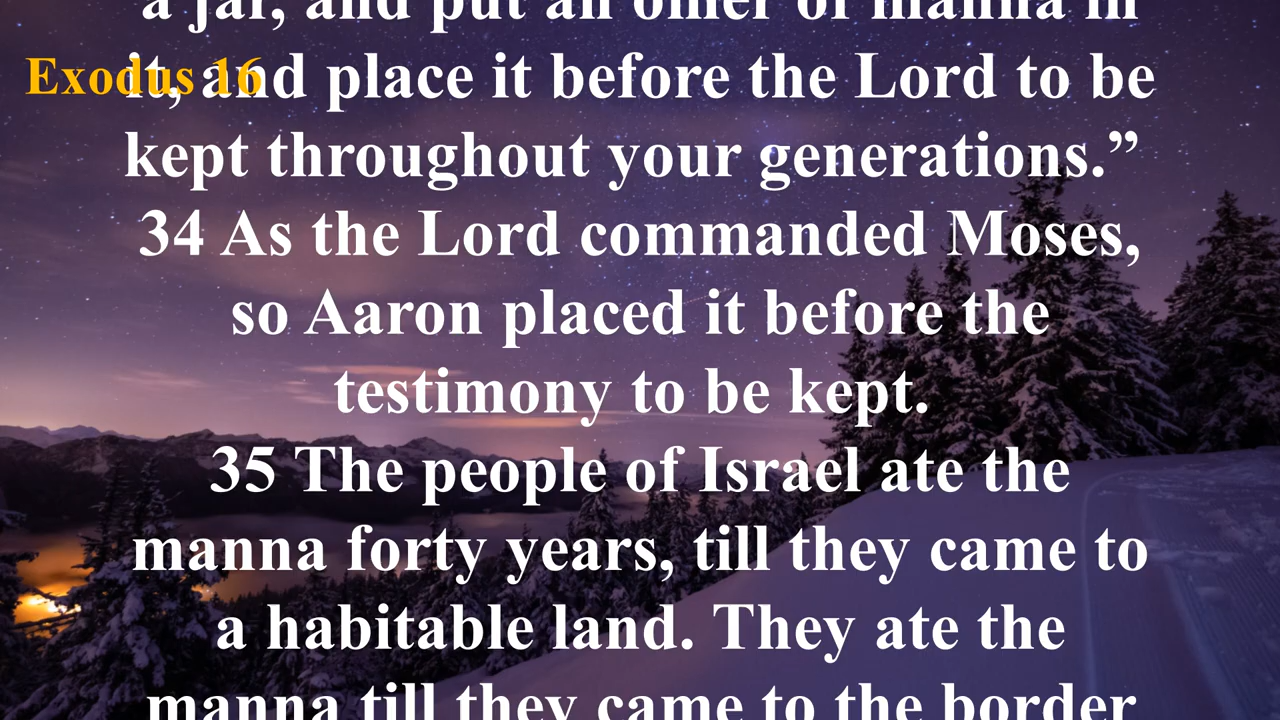 a jar, and put an omer of manna in
Exodus 16
it, and place it before the Lord to be
kept throughout your generations.”
34 As the Lord commanded Moses,
so Aaron placed it before the
testimony to be kept.
35 The people of Israel ate the
manna forty years, till they came to
a habitable land. They ate the
manna till they came to the border